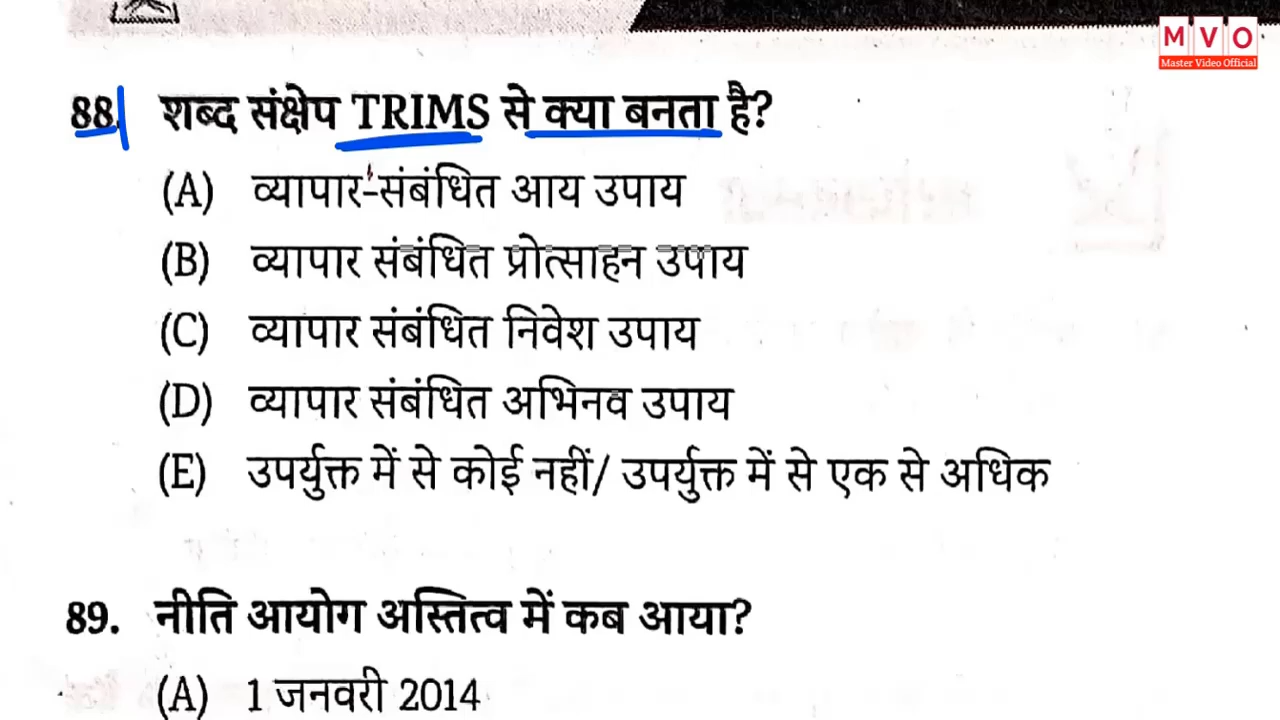 MVO
Master Video Official
88. शब्द संक्षेप TRIMS से क्या बनता है?
(A) व्यापार-संबंधित आय उपाय
(B) व्यापार संबंधित प्रोत्साहन उपाय
(C) व्यापार संबंधित निवेश उपाय
(D) व्यापार संबंधित अभिनव उपाय
(E) उपर्युक्त में से कोई नहीं/ उपर्युक्त में से एक से अधिक
89. नीति आयोग अस्तित्व में कब आया?
(A) 1 जनवरी 2014